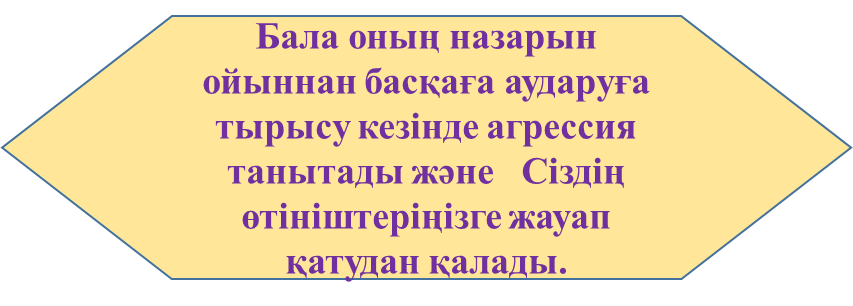 Бала оның назарын
ойыннан басқаға аударуға
тырысу кезінде агрессия
танытады және Сіздің
өтініштеріңізге жауап
қатудан қалады.